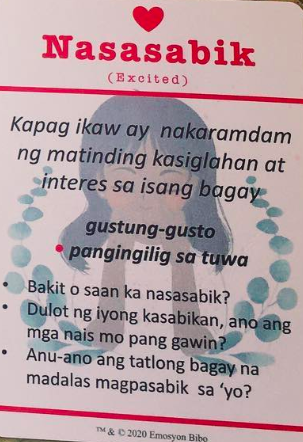 Nasasabik
(Excited)
Kapag ikaw ay nakaramdam
ng matinding kasiglahan at
interes sa isang bagay
gustung-gusto
• pangingilig sa tuwa
• Bakit o saan ka nasasabik?
• Dulot ng iyong kasabikan, ano ang
mga nais mo pang gawin?
• Anu-ano ang tatlong bagay na
madalas magpasabik sa ‘yo?
™ & © 2020 Emosyon Bibo